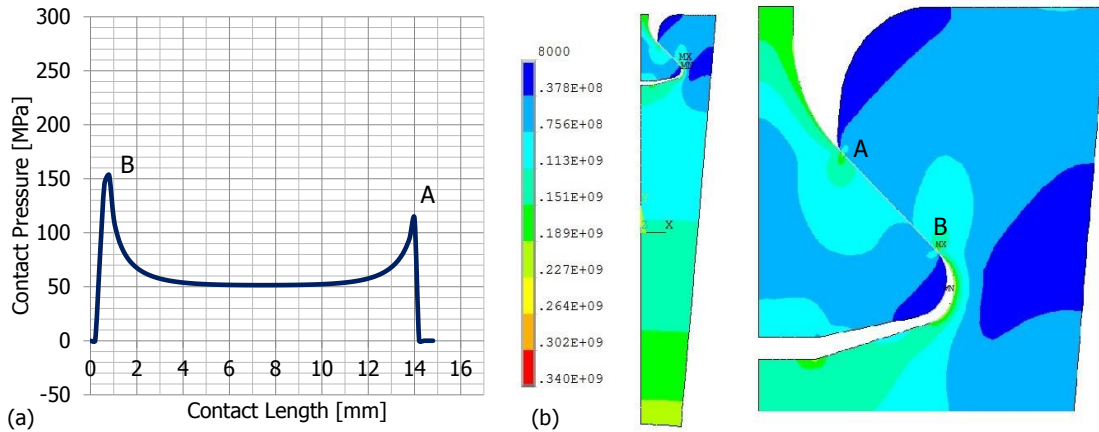 300
250
200
150
100
50
0
-50
0 2 4 6 8 10 12 14 16
Contact Pressure [MPa]
Contact Length [mm]
B
A
(a)
8000
.378E+08
.756E+08
.113E+09
.151E+09
.189E+09
.227E+09
.264E+09
.302E+09
.340E+09
(b)
MX
MN
X
A
B
MX
MN